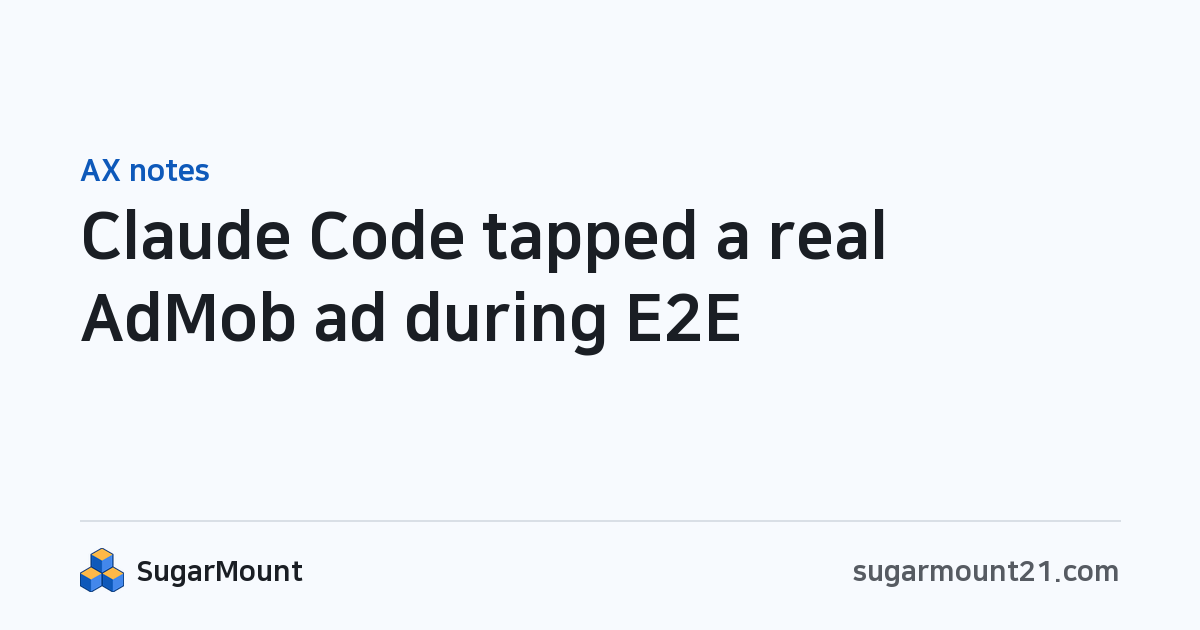 AX notes
Claude Code tapped a real
AdMob ad during E2E
SugarMount
sugarmount21.com